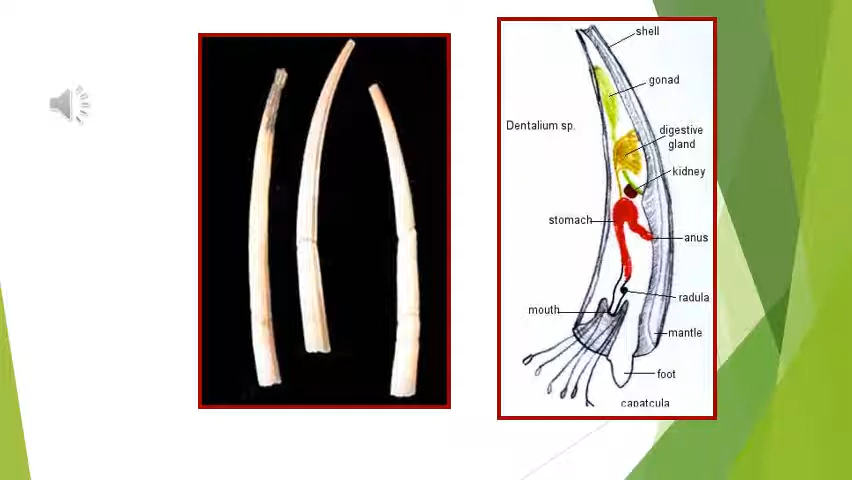 shell
gonad
Dentalium sp.
digestive
gland
kidney
stomach
anus
radula
mouth
mantle
foot
capatcula